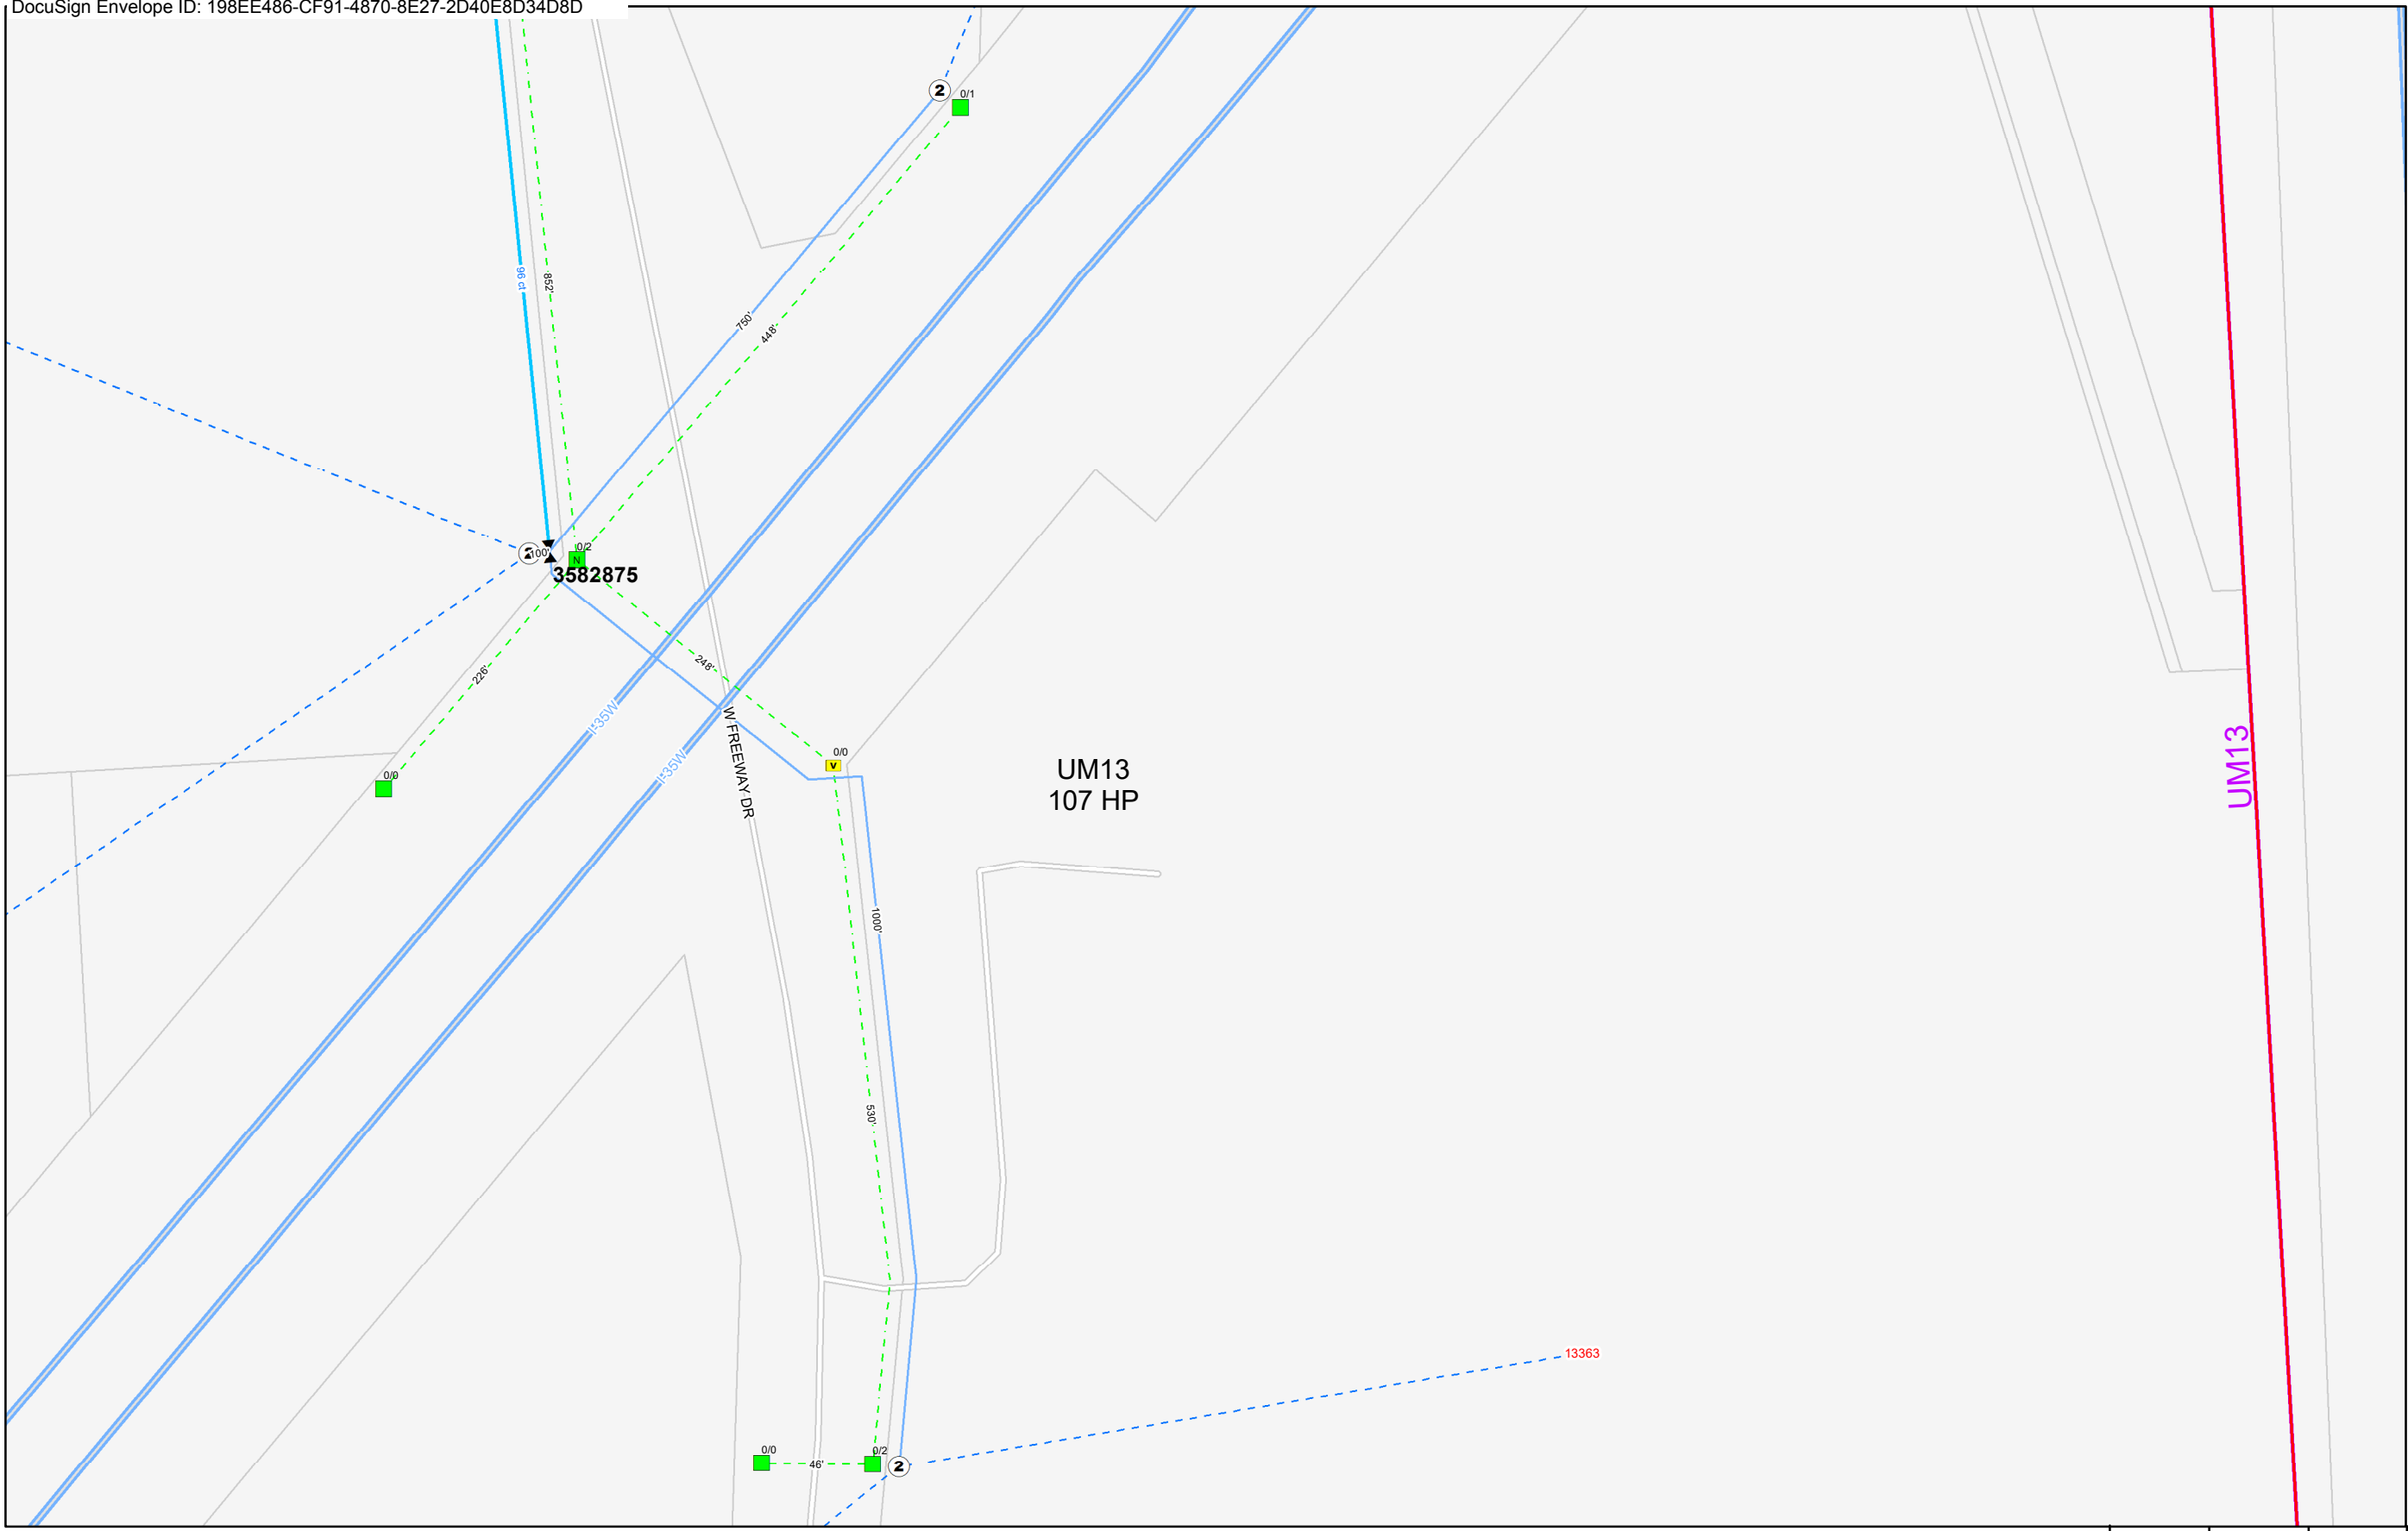 DocuSign Envelope ID: 198EE486-CF91-4870-8E27-2D40E8D34D8D
2
0/1
96 ct
852'
750'
448'
2
100'
0/2
N
3582875
226'
248'
I-35W
I-35W
W FREEWAY DR
0/0
V
0/0
UM13
107 HP
UM13
1000'
530'
13363
0/0
46'
0/2
2